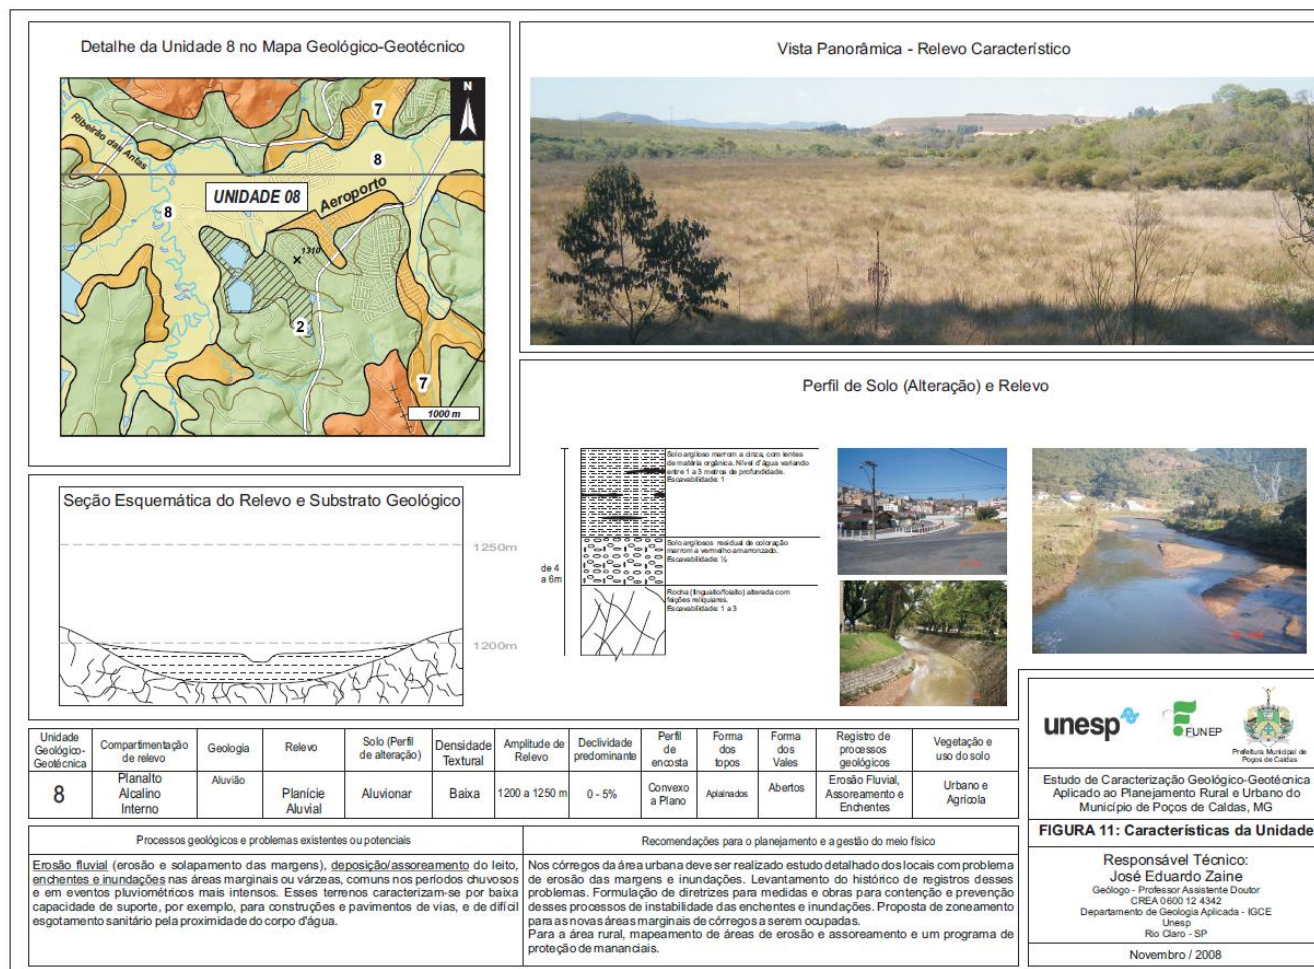 Detalhe da Unidade 8 no Mapa Geológico-Geotécnico
N
Ribeirão das Antas
7
8
UNIDADE 08
Aeroporto
8
1310
2
7
1000 m
Vista Panorâmica - Relevo Característico
Perfil de Solo (Alteração) e Relevo
de 4
a 6m
Solo argiloso marrom a cinza, com lentes
de matéria orgânica. Nível d'água variando
entre 1 a 3 metros de profundidade.
Escavabilidade: 1
Solo argilosos residual de coloração
marrom a vermelho amarronzado.
Escavabilidade: ½
Rocha (tinguaíto/foiaíto) alterada com
feições reliquiares.
Escavabilidade: 1 a 3
Seção Esquemática do Relevo e Substrato Geológico
1250m
1200m
Unidade
Geológico-
Geotécnica
Compartimentação
de relevo
Geologia
Relevo
Solo (Perfil
de alteração)
Densidade
Textural
Amplitude de
Relevo
Declividade
predominante
Perfil
de
encosta
Forma
dos
topos
Forma
dos
Vales
Registro de
processos
geológicos
Vegetação e
uso do solo
8
Planalto
Alcalino
Interno
Aluvião
Planície
Aluvial
Aluvionar
Baixa
1200 a 1250 m
0 - 5%
Convexo
a Plano
Aplainados
Abertos
Erosão Fluvial,
Assoreamento e
Enchentes
Urbano e
Agrícola
Processos geológicos e problemas existentes ou potenciais
Erosão fluvial (erosão e solapamento das margens), deposição/assoreamento do leito,
enchentes e inundações nas áreas marginais ou várzeas, comuns nos períodos chuvosos
e em eventos pluviométricos mais intensos. Esses terrenos caracterizam-se por baixa
capacidade de suporte, por exemplo, para construções e pavimentos de vias, e de difícil
esgotamento sanitário pela proximidade do corpo d'água.
Recomendações para o planejamento e a gestão do meio físico
Nos córregos da área urbana deve ser realizado estudo detalhado dos locais com problema
de erosão das margens e inundações. Levantamento do histórico de registros desses
problemas. Formulação de diretrizes para medidas e obras para contenção e prevenção
desses processos de instabilidade das enchentes e inundações. Proposta de zoneamento
para as novas áreas marginais de córregos a serem ocupadas.
Para a área rural, mapeamento de áreas de erosão e assoreamento e um programa de
proteção de mananciais.
unesp
FUNEP
Prefeitura Municipal de
Poços de Caldas
Estudo de Caracterização Geológico-Geotécnica
Aplicado ao Planejamento Rural e Urbano do
Município de Poços de Caldas, MG
FIGURA 11: Características da Unidade
Responsável Técnico:
José Eduardo Zaine
Geólogo - Professor Assistente Doutor
CREA 0600 12 4342
Departamento de Geologia Aplicada - IGCE
Unesp
Rio Claro - SP
Novembro / 2008